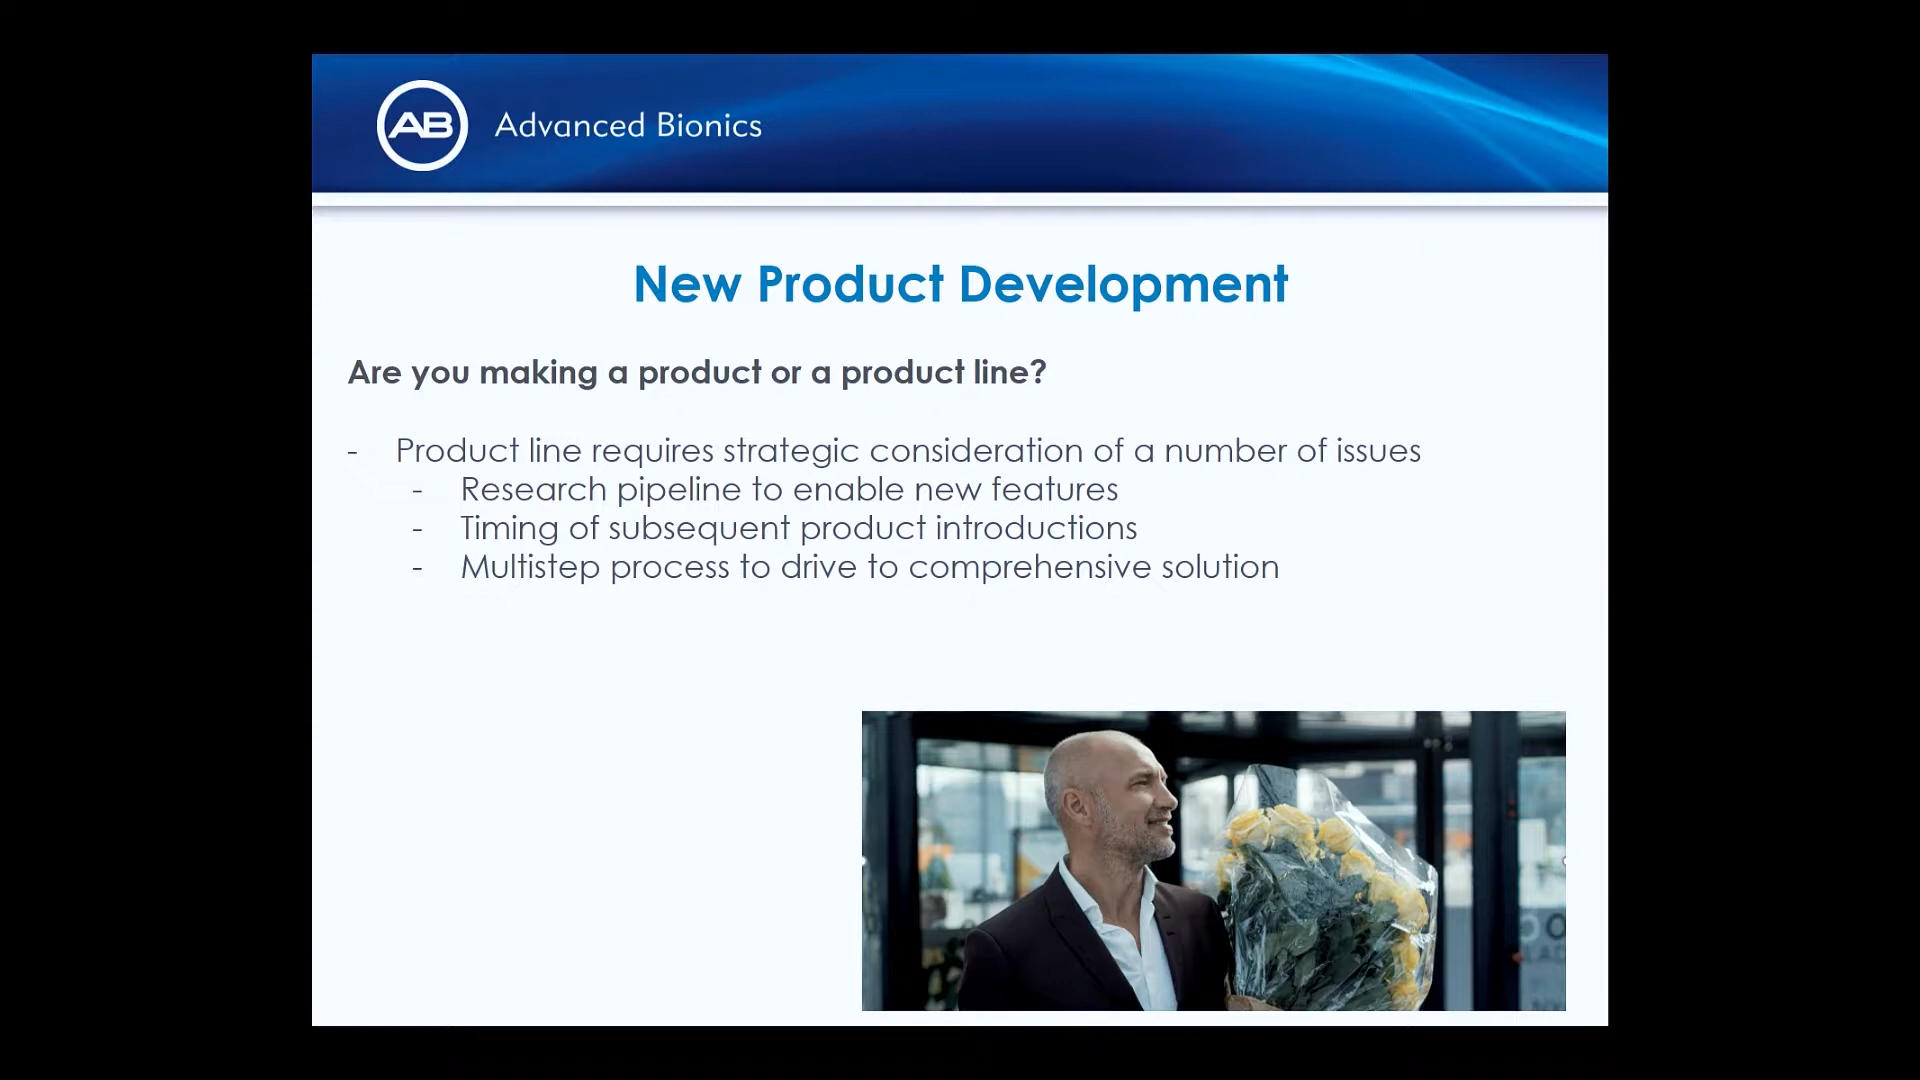 AB Advanced Bionics
New Product Development
Are you making a product or a product line?
- Product line requires strategic consideration of a number of issues
- Research pipeline to enable new features
- Timing of subsequent product introductions
- Multistep process to drive to comprehensive solution